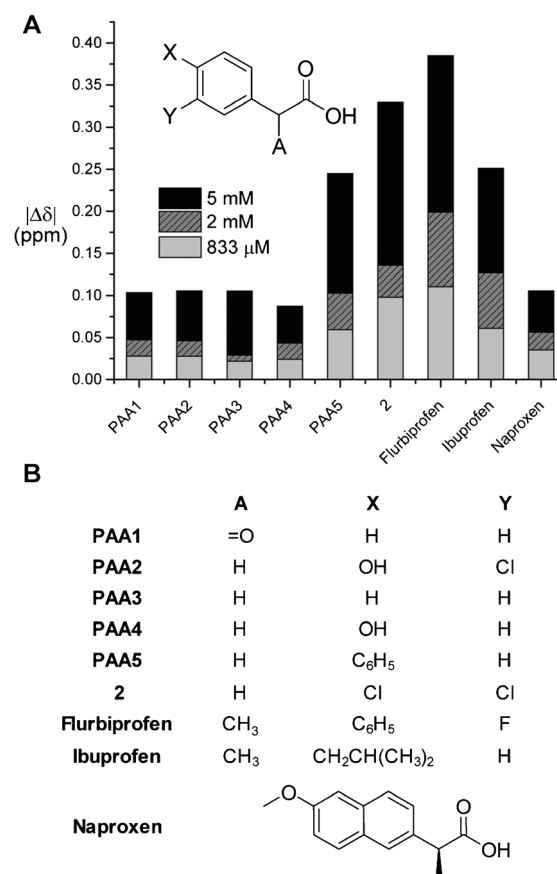 A
0.40
0.35
0.30
0.25
0.20
0.15
0.10
0.05
0.00
|Δδ|
(ppm)
X
Y
O
OH
A
5 mM
2 mM
833 μM
PAA1
PAA2
PAA3
PAA4
PAA5
2
Flurbiprofen
Ibuprofen
Naproxen
B
A X Y
PAA1 =O H H
PAA2 H OH Cl
PAA3 H H H
PAA4 H OH H
PAA5 H C₆H₅ H
2 H Cl Cl
Flurbiprofen CH₃ C₆H₅ F
Ibuprofen CH₃ CH₂CH(CH₃)₂ H
Naproxen
O
O
OH